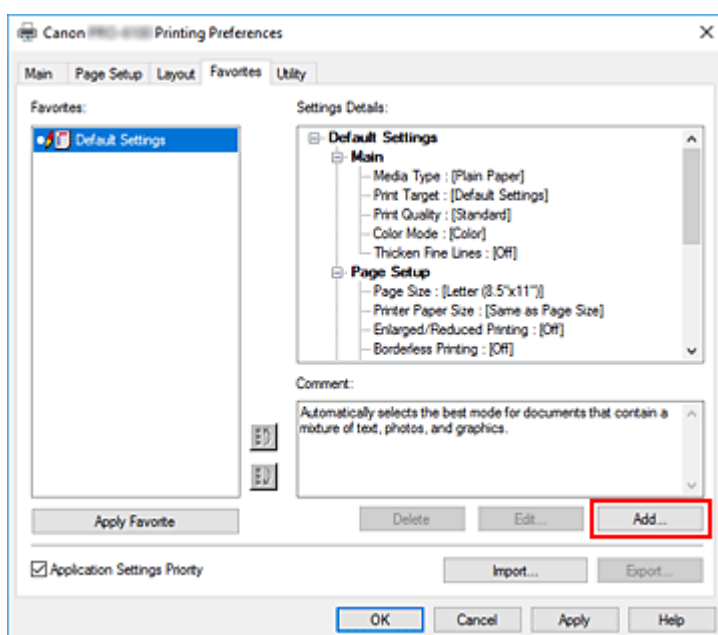 Canon Printing Preferences
Main Page Setup Layout Favorites Utility
Favorites:
Default Settings
Settings Details:
Default Settings
Main
Media Type : [Plain Paper]
Print Target : [Default Settings]
Print Quality : [Standard]
Color Mode : [Color]
Thicken Fine Lines : [Off]
Page Setup
Page Size : [Letter (8.5"x11")]
Printer Paper Size : [Same as Page Size]
Enlarged/Reduced Printing : [Off]
Borderless Printing : [Off]
Comment:
Automatically selects the best mode for documents that contain a
mixture of text, photos, and graphics.
Apply Favorite
Delete Edit... Add...
Application Settings Priority
Import... Export...
OK Cancel Apply Help